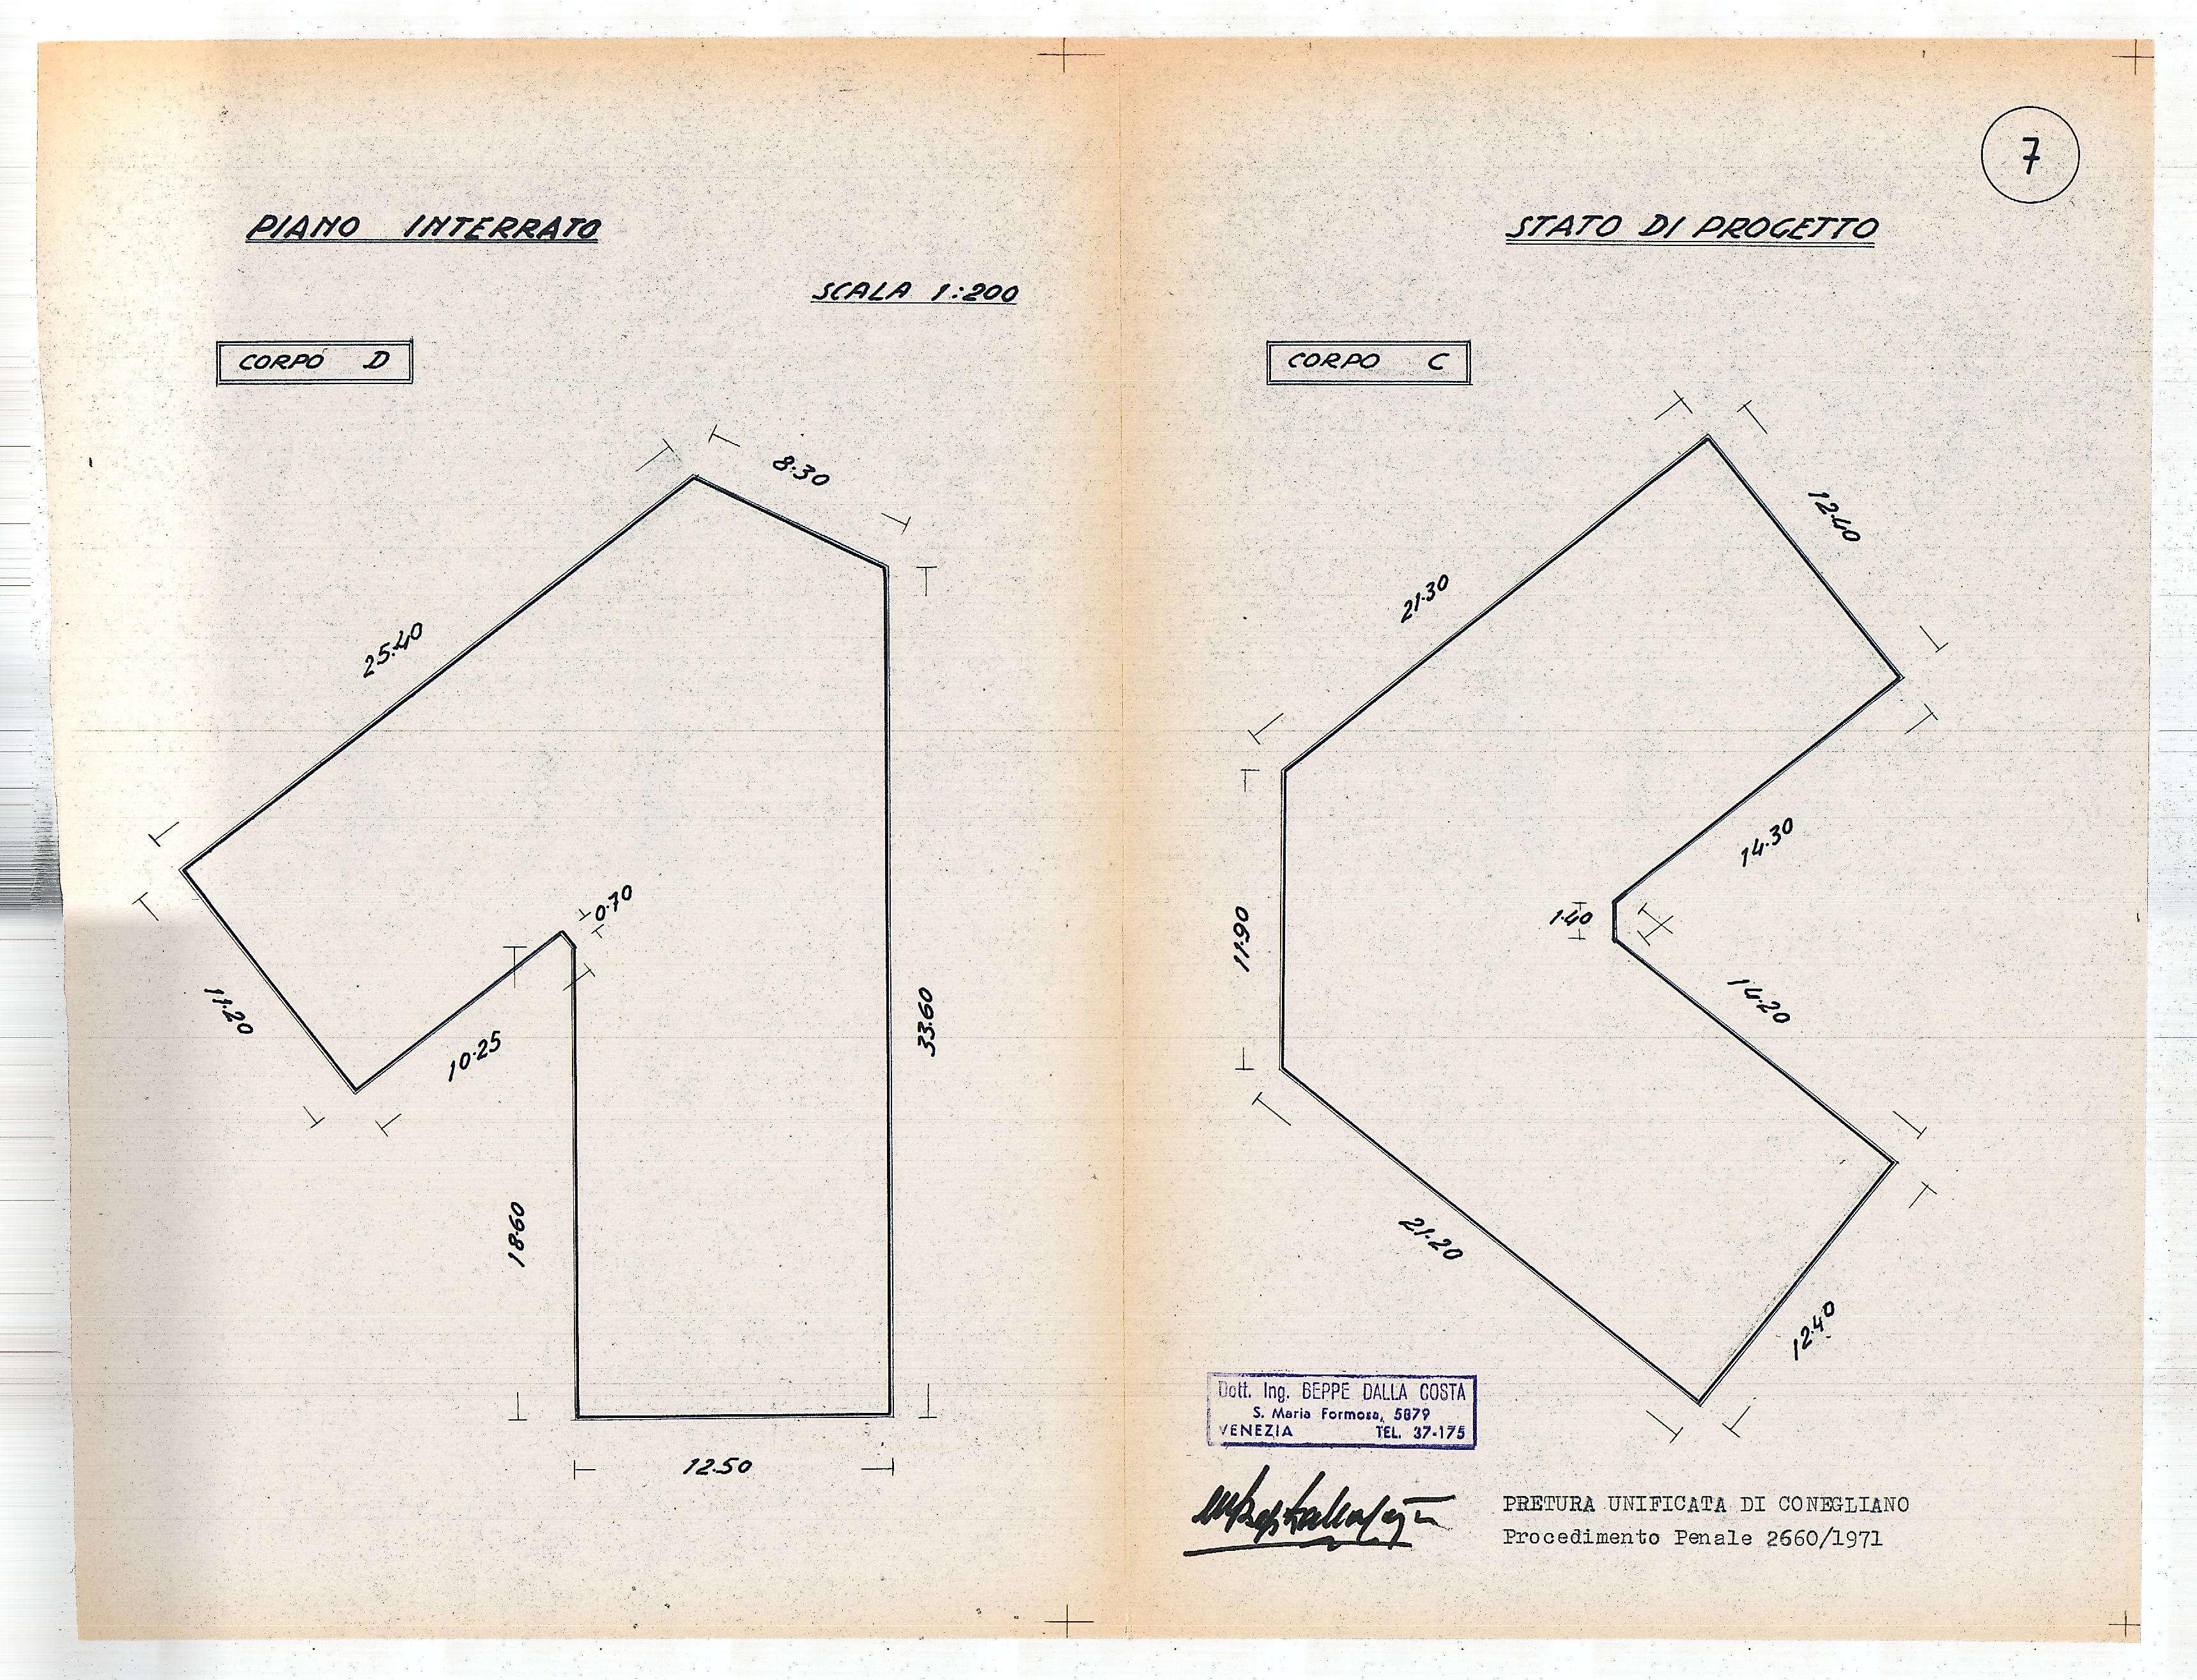 7
PIANO INTERRATO
STATO DI PROGETTO
SCALA 1:200
CORPO D
CORPO C
8.30
25.40
0.70
11.20
10.25
33.60
18.60
12.50
12.40
21.30
14.30
1.40
11.90
14.20
21.20
12.40
Dott. Ing. BEPPE DALLA COSTA
S. Maria Formosa, 5879
VENEZIA TEL. 37-175
PRETURA UNIFICATA DI CONEGLIANO
Procedimento Penale 2660/1971